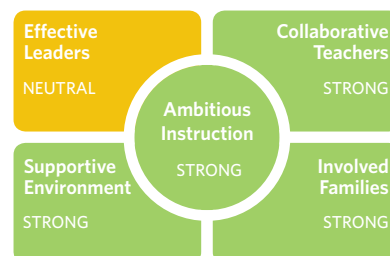 Effective
Leaders
NEUTRAL
Collaborative
Teachers
STRONG
Ambitious
Instruction
STRONG
Supportive
Environment
STRONG
Involved
Families
STRONG